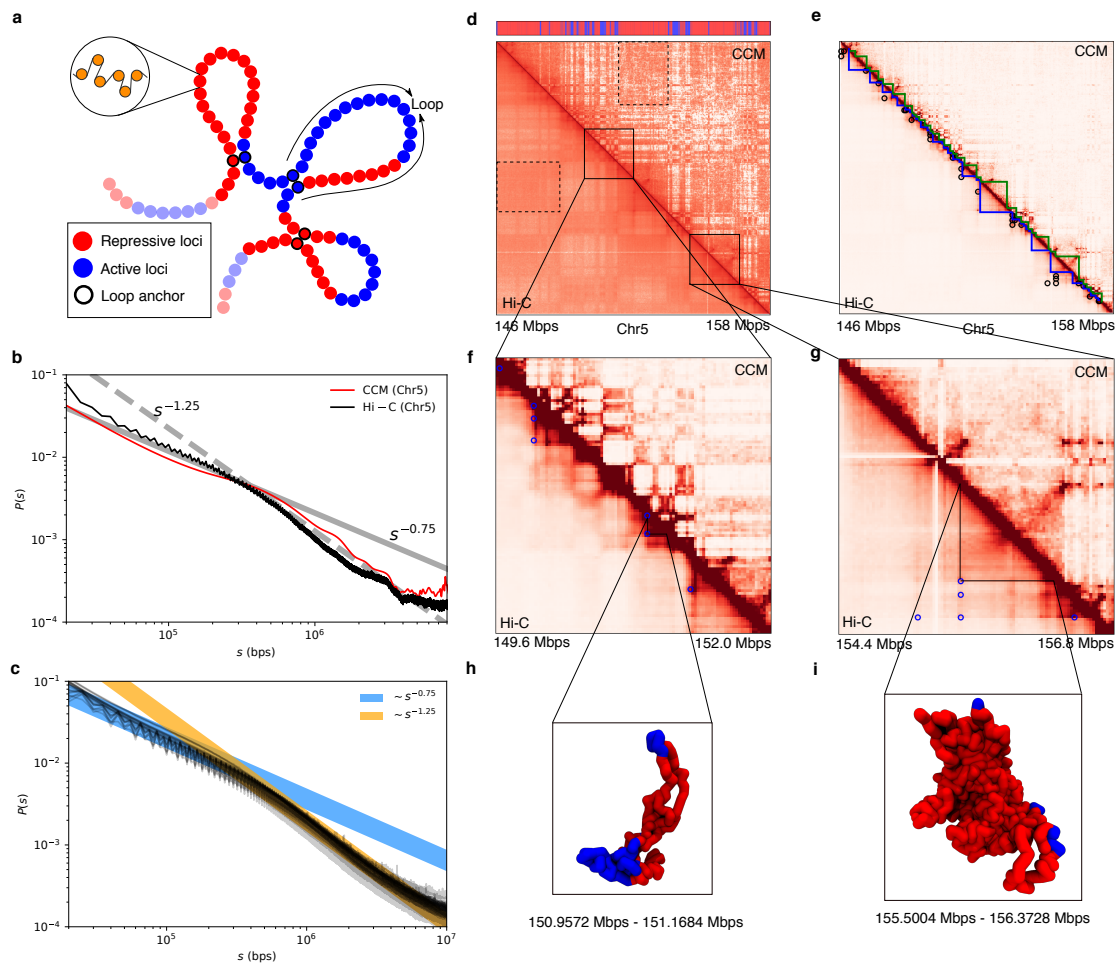 a
Loop
Repressive loci
Active loci
Loop anchor
b
10⁻¹
10⁻²
10⁻³
10⁻⁴
P(s)
s⁻¹·²⁵
CCM (Chr5)
Hi − C (Chr5)
s⁻⁰·⁷⁵
10⁵
10⁶
s (bps)
c
10⁻¹
10⁻²
10⁻³
10⁻⁴
P(s)
~ s⁻⁰·⁷⁵
~ s⁻¹·²⁵
10⁵
10⁶
10⁷
s (bps)
d
CCM
Hi-C
146 Mbps
Chr5
158 Mbps
e
CCM
Hi-C
146 Mbps
Chr5
158 Mbps
f
CCM
Hi-C
149.6 Mbps
152.0 Mbps
g
CCM
Hi-C
154.4 Mbps
156.8 Mbps
h
150.9572 Mbps - 151.1684 Mbps
i
155.5004 Mbps - 156.3728 Mbps